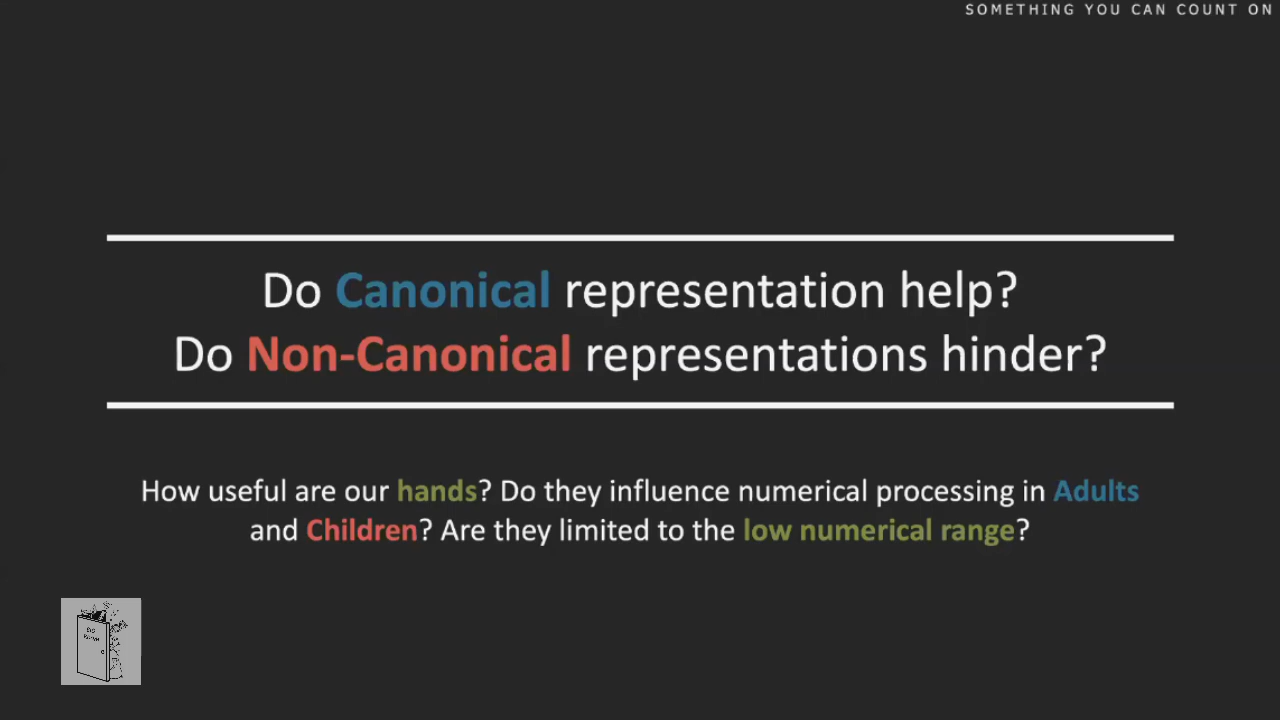 SOMETHING YOU CAN COUNT ON
Do Canonical representation help?
Do Non-Canonical representations hinder?
How useful are our hands? Do they influence numerical processing in Adults
and Children? Are they limited to the low numerical range?